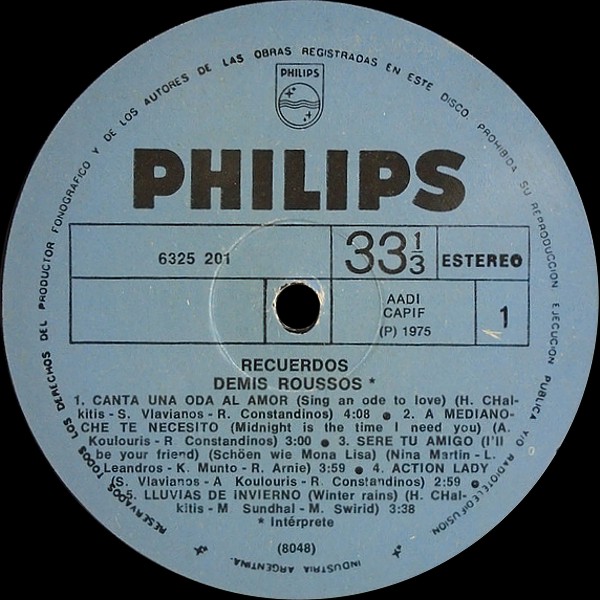 RESERVADOS TODOS LOS DERECHOS DEL PRODUCTOR FONOGRAFICO Y DE LOS AUTORES DE LAS OBRAS REGISTRADAS EN ESTE DISCO. PROHIBIDA SU REPRODUCCION EJECUCION PUBLICA Y/O RADIOTELEDIFUSION.
PHILIPS
PHILIPS
6325 201
33 1/3
ESTEREO
AADI
CAPIF
(P) 1975
1
RECUERDOS
DEMIS ROUSSOS *
1. CANTA UNA ODA AL AMOR (Sing an ode to love) (H. CHal-
kitis - S. Vlavianos - R. Constandinos) 4:08 ● 2. A MEDIANO-
CHE TE NECESITO (Midnight is the time I need you) (A.
Koulouris - R Constandinos) 3:00 ● 3. SERE TU AMIGO (I'll
be your friend) (Schöen wie Mona Lisa) (Nina Martin - L.
Leandros - K. Munto - R. Arnie) 3:59 ● 4. ACTION LADY
(S. Vlavianos - A Koulouris - R. Constandinos) 2:59 ●
5. LLUVIAS DE INVIERNO (Winter rains) (H. CHal-
kitis - M Sundhal - M. Swirid) 3:38
* Intérprete
(8048)
INDUSTRIA ARGENTINA.